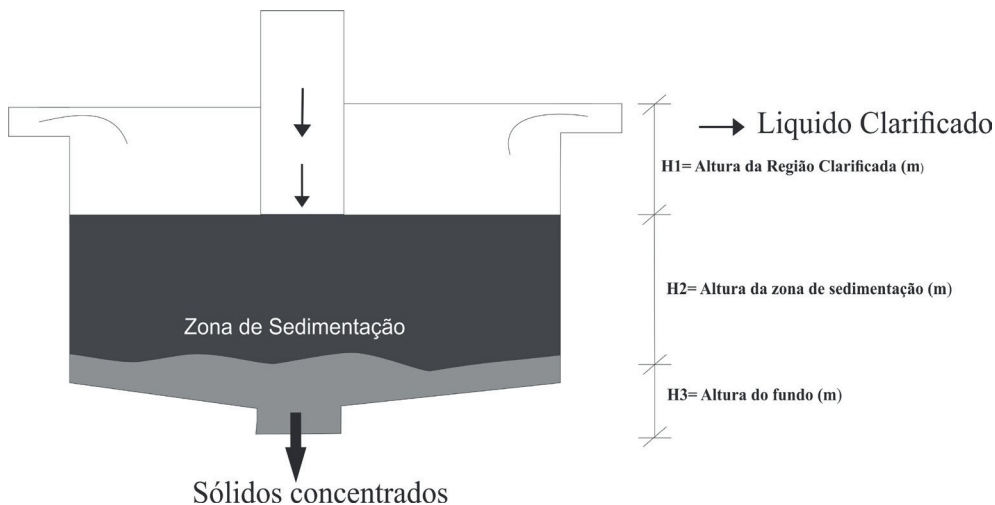 Liquido Clarificado
H1= Altura da Região Clarificada (m)
H2= Altura da zona de sedimentação (m)
Zona de Sedimentação
H3= Altura do fundo (m)
Sólidos concentrados